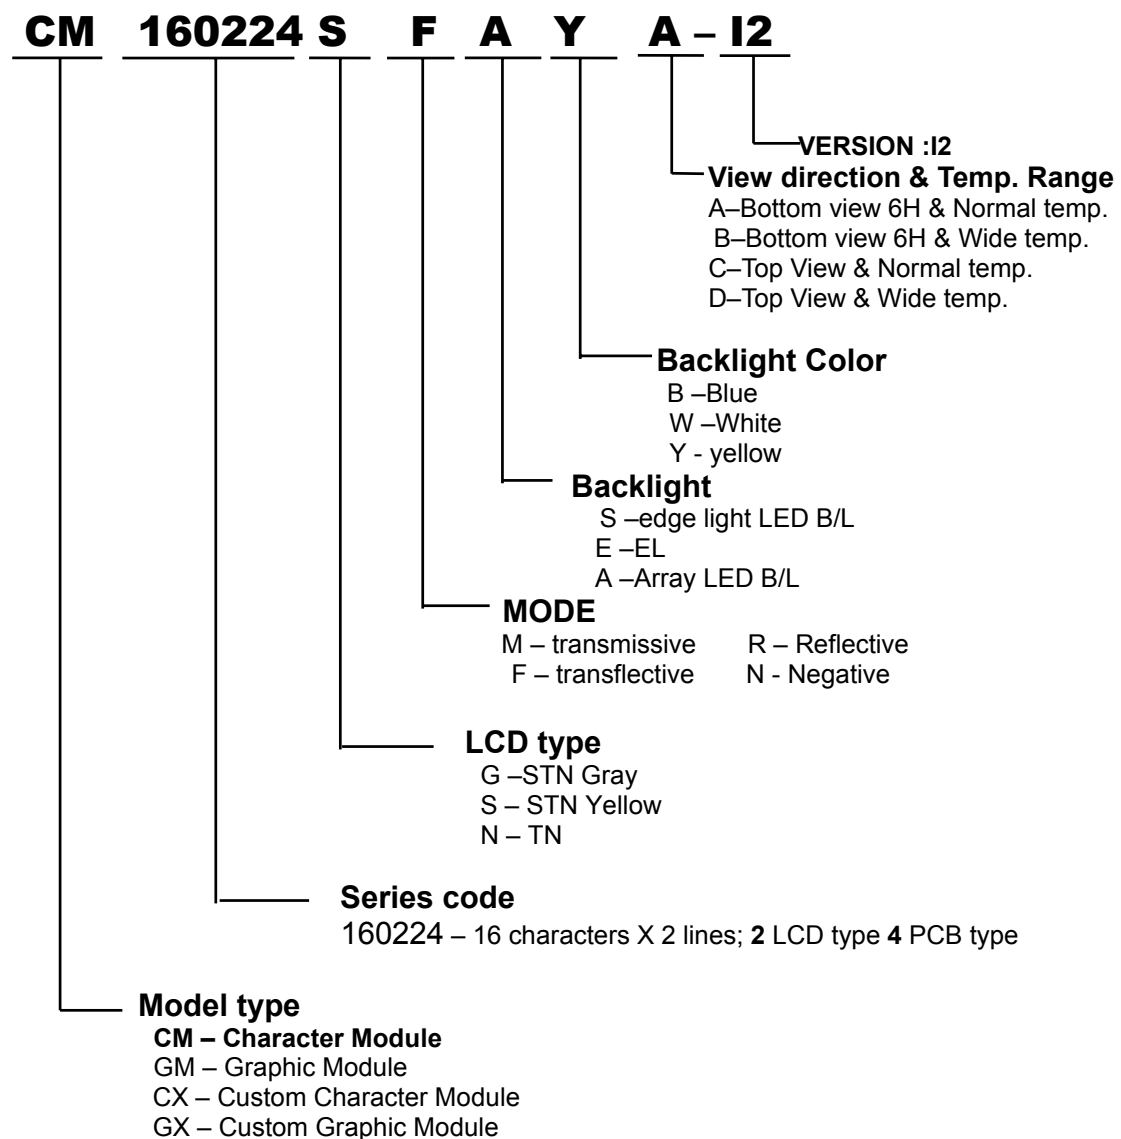 CM 160224 S F A Y A – I2
VERSION :I2
View direction & Temp. Range
A–Bottom view 6H & Normal temp.
B–Bottom view 6H & Wide temp.
C–Top View & Normal temp.
D–Top View & Wide temp.
Backlight Color
B –Blue
W –White
Y - yellow
Backlight
S –edge light LED B/L
E –EL
A –Array LED B/L
MODE
M – transmissive R – Reflective
F – transflective N - Negative
LCD type
G –STN Gray
S – STN Yellow
N – TN
Series code
160224 – 16 characters X 2 lines; 2 LCD type 4 PCB type
Model type
CM – Character Module
GM – Graphic Module
CX – Custom Character Module
GX – Custom Graphic Module